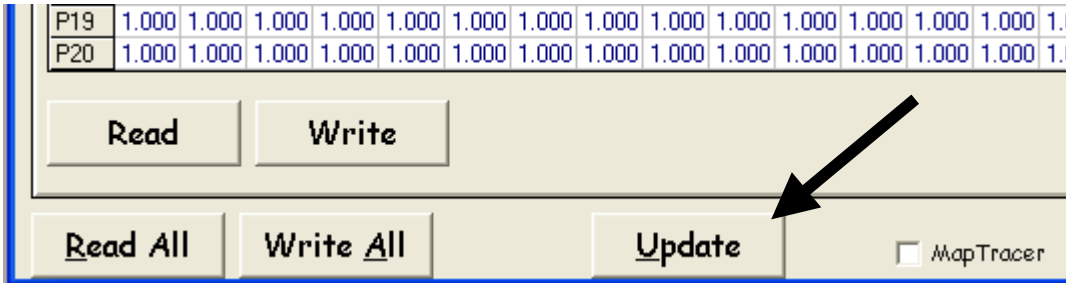 P19 1.000 1.000 1.000 1.000 1.000 1.000 1.000 1.000 1.000 1.000 1.000 1.000 1.000 1.000 1.
P20 1.000 1.000 1.000 1.000 1.000 1.000 1.000 1.000 1.000 1.000 1.000 1.000 1.000 1.000 1.
Read Write
Read All Write All Update MapTracer